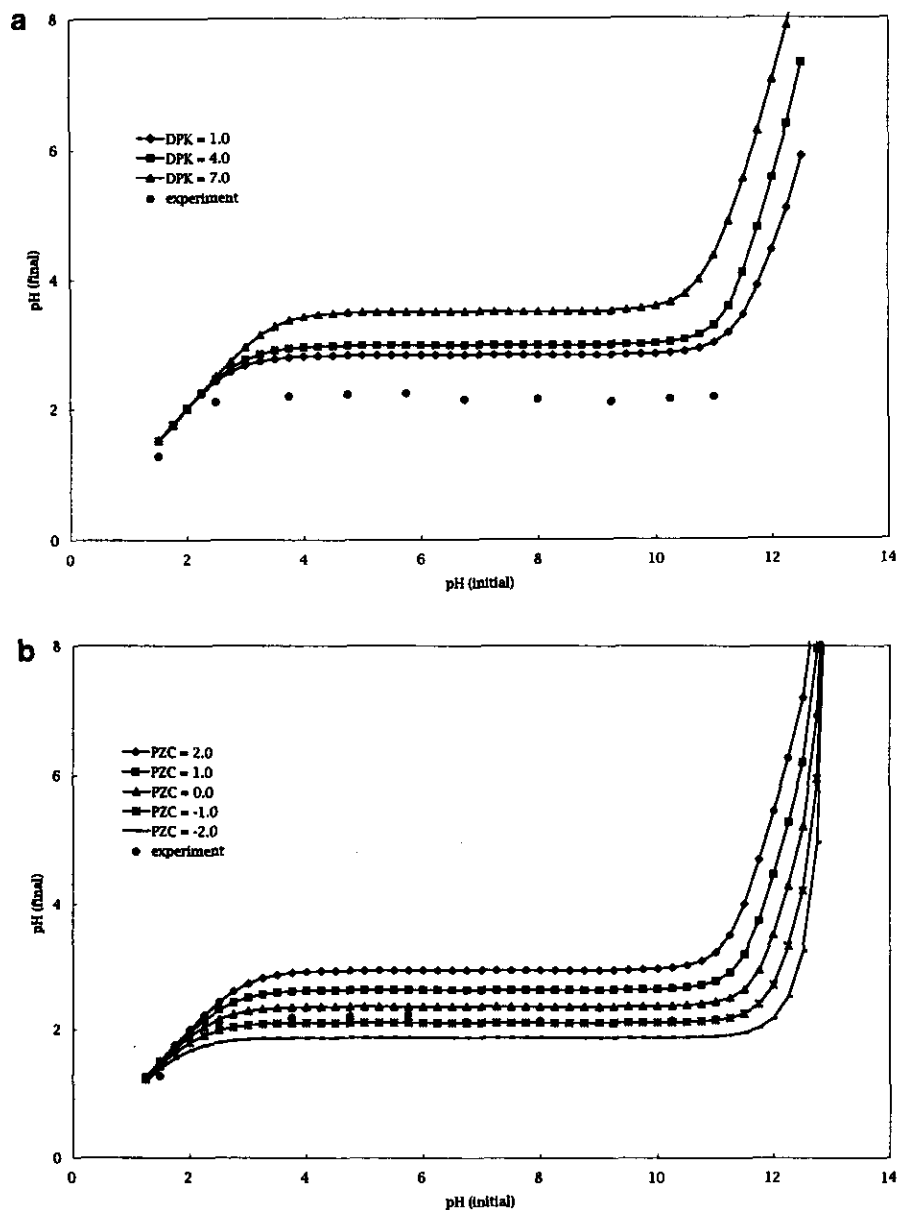 a
8
6
4
2
0
pH (final)
DPK = 1.0
DPK = 4.0
DPK = 7.0
experiment
0 2 4 6 8 10 12 14
pH (initial)
b
8
6
4
2
0
pH (final)
PZC = 2.0
PZC = 1.0
PZC = 0.0
PZC = -1.0
PZC = -2.0
experiment
0 2 4 6 8 10 12 14
pH (initial)